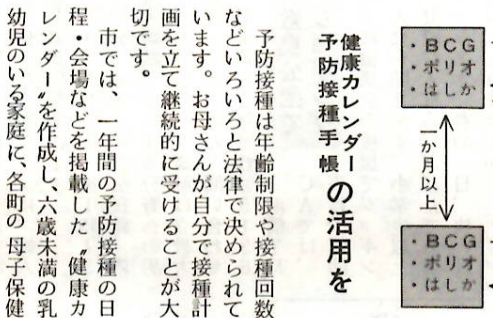 ・BCG
・ポリオ
・はしか
一か月以上
・BCG
・ポリオ
・はしか
健康カレンダー
予防接種手帳
の活用を
予防接種は年齢制限や接種回数
などいろいろと法律で決められて
います。お母さんが自分で接種計
画を立て継続的に受けることが大
切です。
市では、一年間の予防接種の日
程・会場などを掲載した〝健康カ
レンダー〟を作成し、六歳未満の乳
幼児のいる家庭に、各町の母子保健